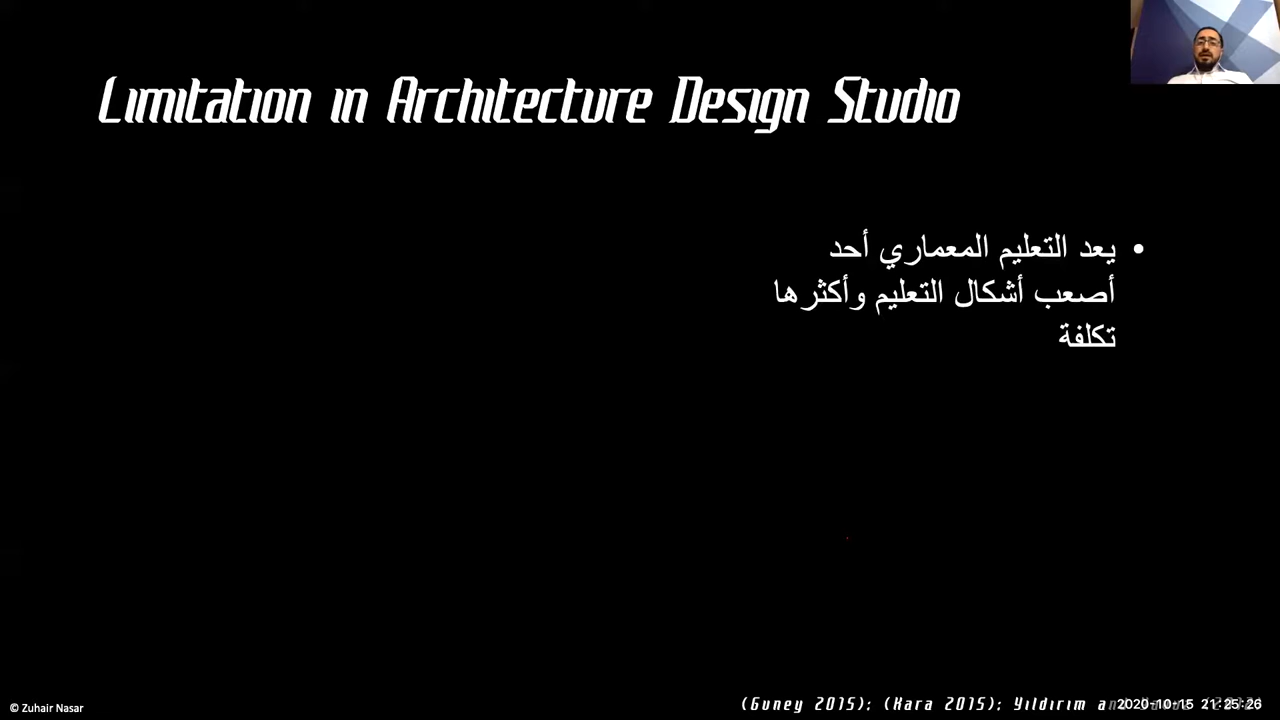 Limitation in Architecture Design Studio
• يعد التعليم المعماري أحد
أصعب أشكال التعليم وأكثرها
تكلفة
(Guney 2015); (Kara 2015); Yıldırım and
2020-10-15 21:25:26
© Zuhair Nasar